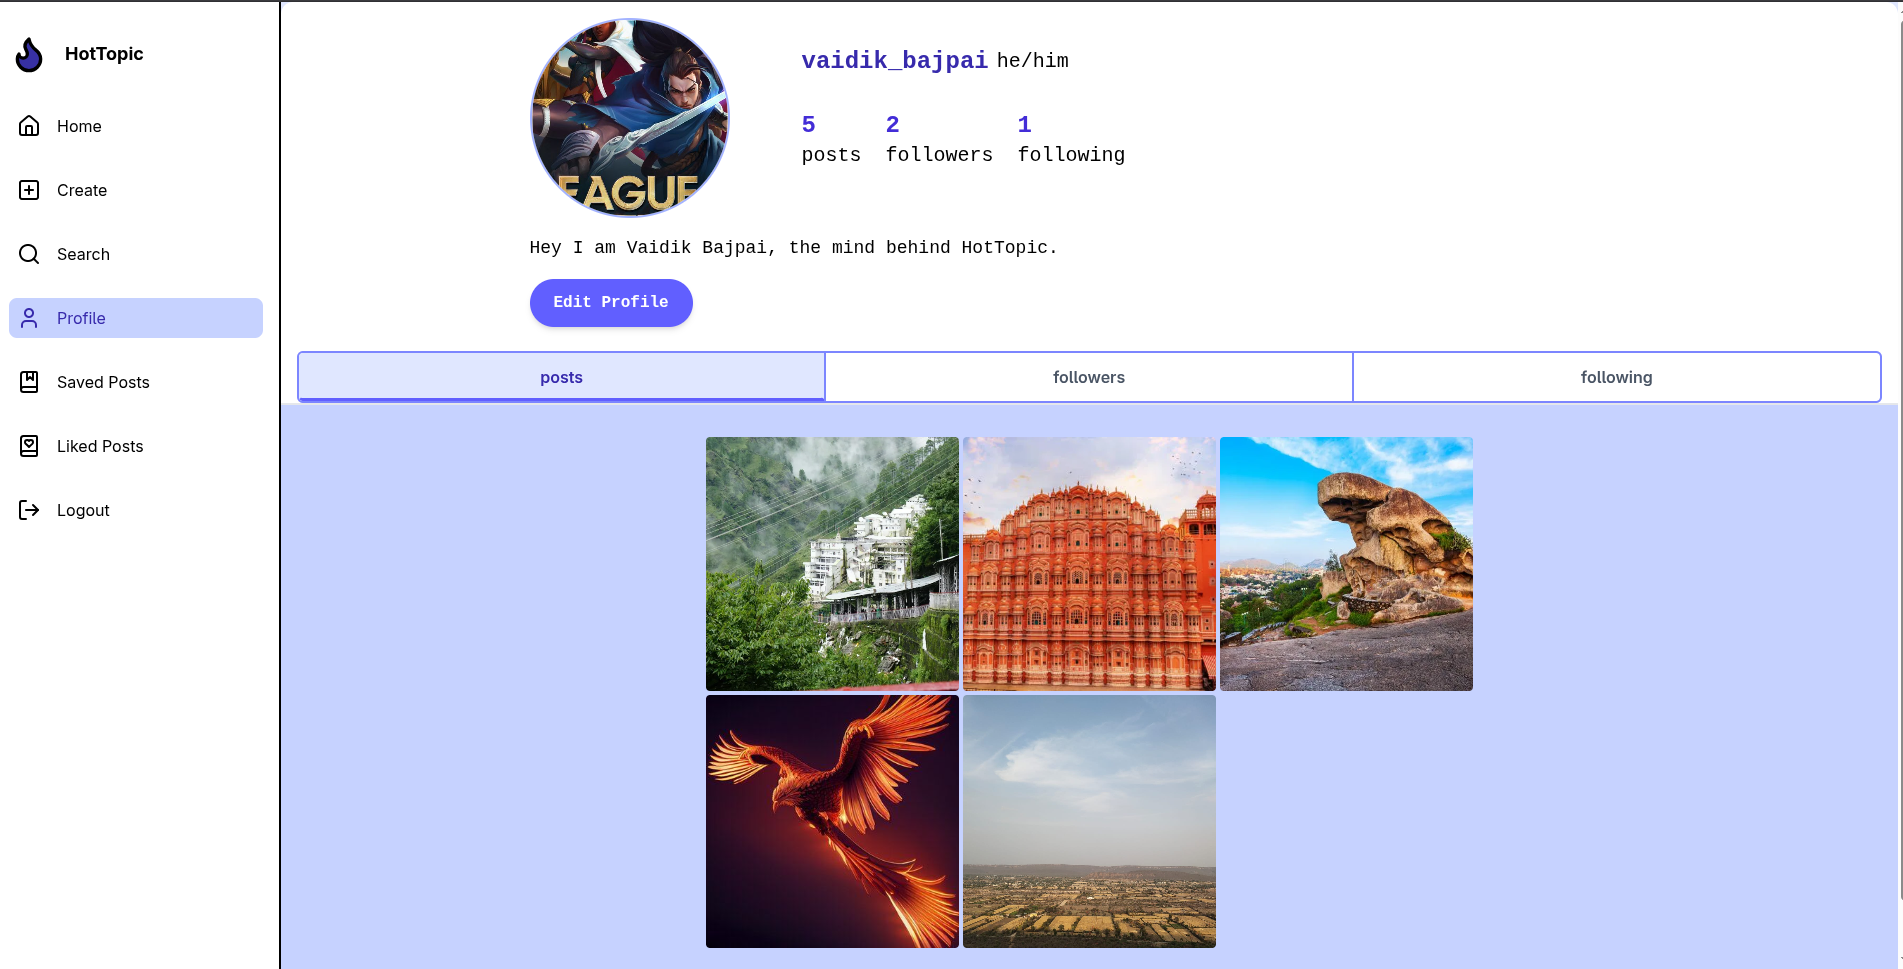 HotTopic
Home
Create
Search
Profile
Saved Posts
Liked Posts
Logout
EAGUE
vaidik_bajpai he/him
5 2 1
posts followers following
Hey I am Vaidik Bajpai, the mind behind HotTopic.
Edit Profile
posts followers following